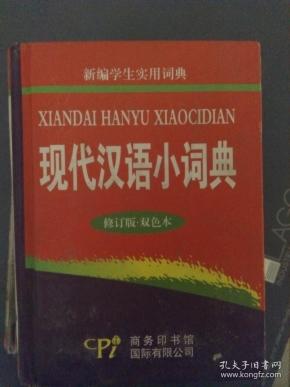 新编学生实用词典
XIANDAI HANYU XIAOCIDIAN
现代汉语小词典
修订版·双色本
CPi
商务印书馆
国际有限公司
孔夫子旧书网